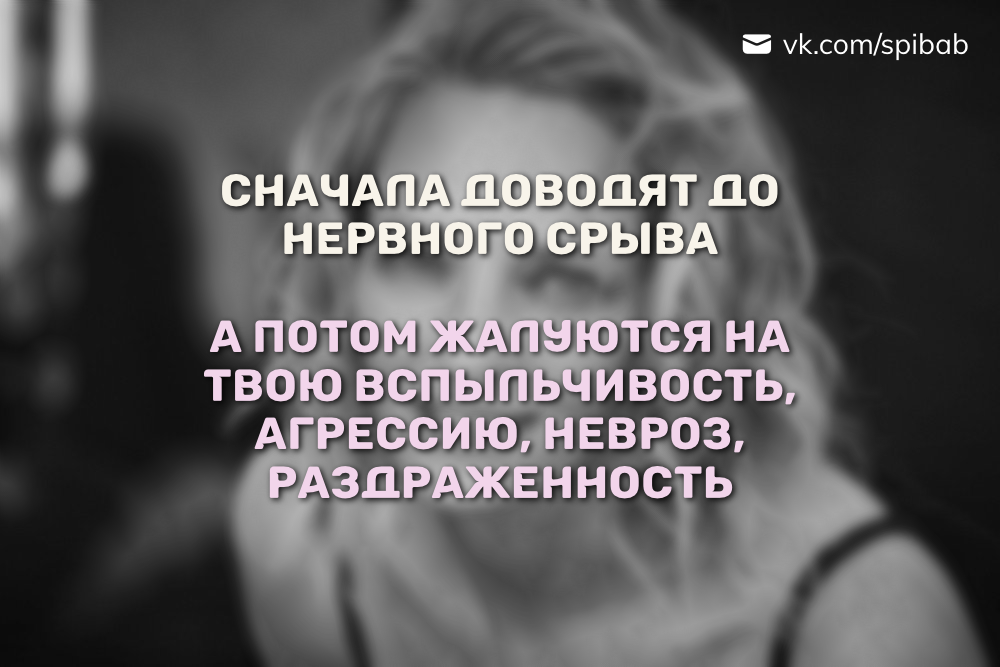 vk.com/spibab
СНАЧАЛА ДОВОДЯТ ДО
НЕРВНОГО СРЫВА
А ПОТОМ ЖАЛУЮТСЯ НА
ТВОЮ ВСПЫЛЬЧИВОСТЬ,
АГРЕССИЮ, НЕВРОЗ,
РАЗДРАЖЕННОСТЬ